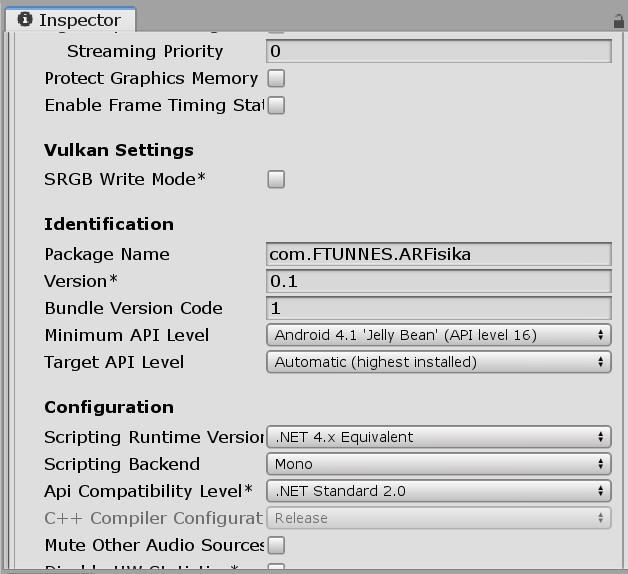 Inspector
Streaming Priority 0
Protect Graphics Memory
Enable Frame Timing Stat
Vulkan Settings
SRGB Write Mode*
Identification
Package Name com.FTUNNES.ARFisika
Version* 0.1
Bundle Version Code 1
Minimum API Level Android 4.1 'Jelly Bean' (API level 16)
Target API Level Automatic (highest installed)
Configuration
Scripting Runtime Version .NET 4.x Equivalent
Scripting Backend Mono
Api Compatibility Level* .NET Standard 2.0
C++ Compiler Configurat Release
Mute Other Audio Sources